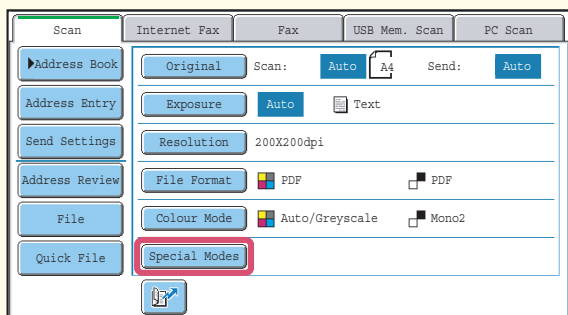 Scan Internet Fax Fax USB Mem. Scan PC Scan
Address Book Original Scan: Auto A4 Send: Auto
Address Entry Exposure Auto Text
Send Settings Resolution 200X200dpi
Address Review File Format PDF PDF
File Colour Mode Auto/Greyscale Mono2
Quick File Special Modes